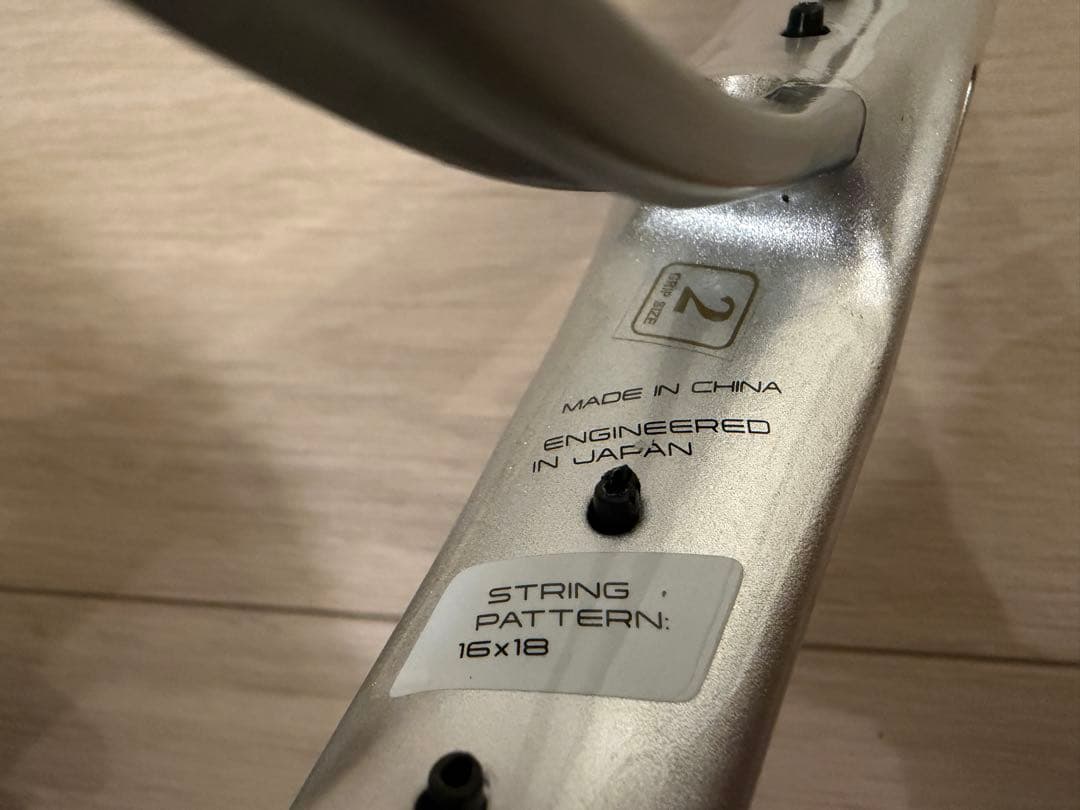 2
GRIP SIZE
MADE IN CHINA
ENGINEERED
IN JAPAN
STRING
PATTERN:
16x18